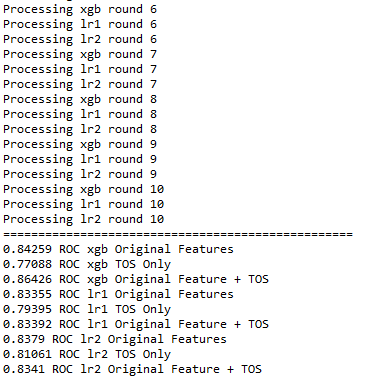 Processing xgb round 6
Processing lr1 round 6
Processing lr2 round 6
Processing xgb round 7
Processing lr1 round 7
Processing lr2 round 7
Processing xgb round 8
Processing lr1 round 8
Processing lr2 round 8
Processing xgb round 9
Processing lr1 round 9
Processing lr2 round 9
Processing xgb round 10
Processing lr1 round 10
Processing lr2 round 10
==================================================
0.84259 ROC xgb Original Features
0.77088 ROC xgb TOS Only
0.86426 ROC xgb Original Feature + TOS
0.83355 ROC lr1 Original Features
0.79395 ROC lr1 TOS Only
0.83392 ROC lr1 Original Feature + TOS
0.8379 ROC lr2 Original Features
0.81061 ROC lr2 TOS Only
0.8341 ROC lr2 Original Feature + TOS